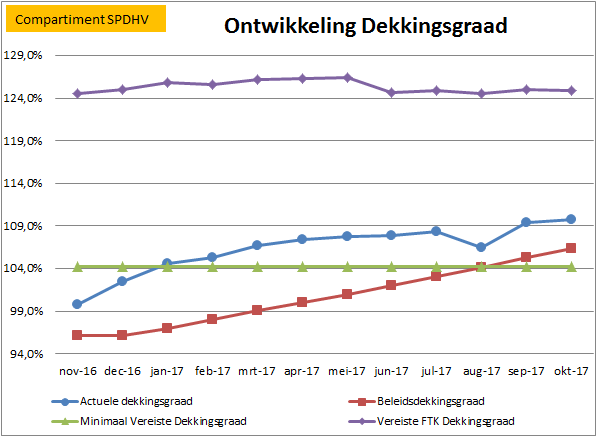 Compartiment SPDHV
Ontwikkeling Dekkingsgraad
129,0%
124,0%
119,0%
114,0%
109,0%
104,0%
99,0%
94,0%
nov-16 dec-16 jan-17 feb-17 mrt-17 apr-17 mei-17 jun-17 jul-17 aug-17 sep-17 okt-17
Actuele dekkingsgraad Beleidsdekkingsgraad
Minimaal Vereiste Dekkingsgraad Vereiste FTK Dekkingsgraad